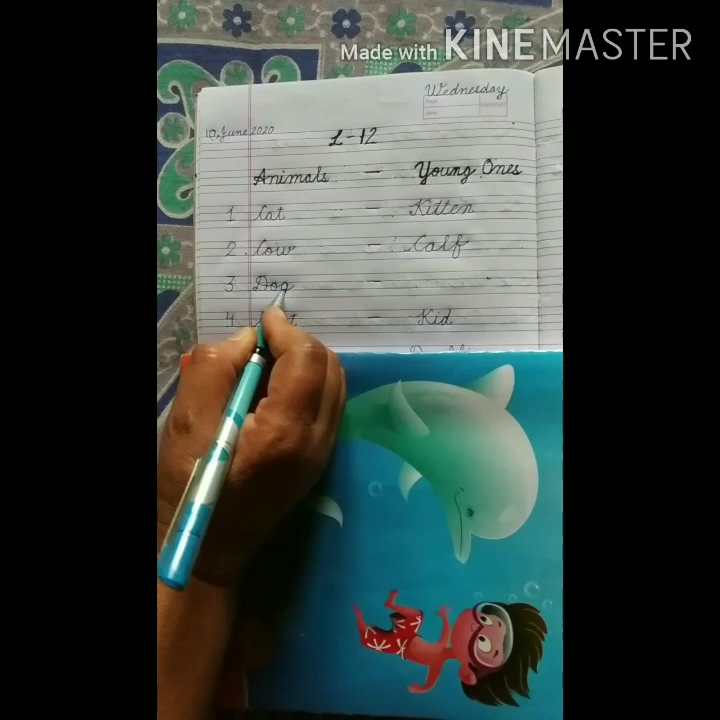 Made with KINEMASTER
Wednesday
10, June 2020
L-12
Animals - Young Ones
1 Cat - Kitten
2. Cow - Calf
3 Dog -
4 - Kid